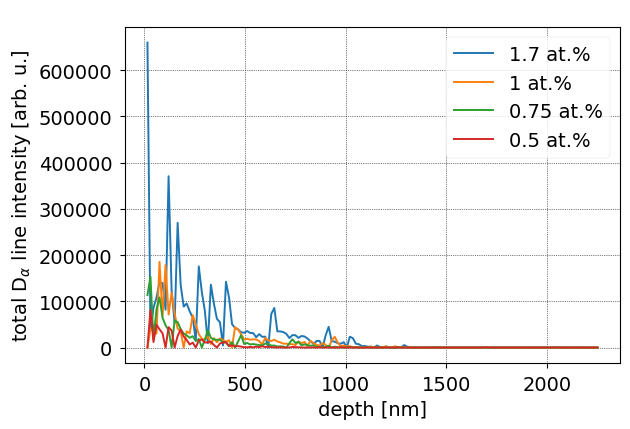 total Dα line intensity [arb. u.]
600000
500000
400000
300000
200000
100000
0
0
500
1000
1500
2000
depth [nm]
1.7 at.%
1 at.%
0.75 at.%
0.5 at.%